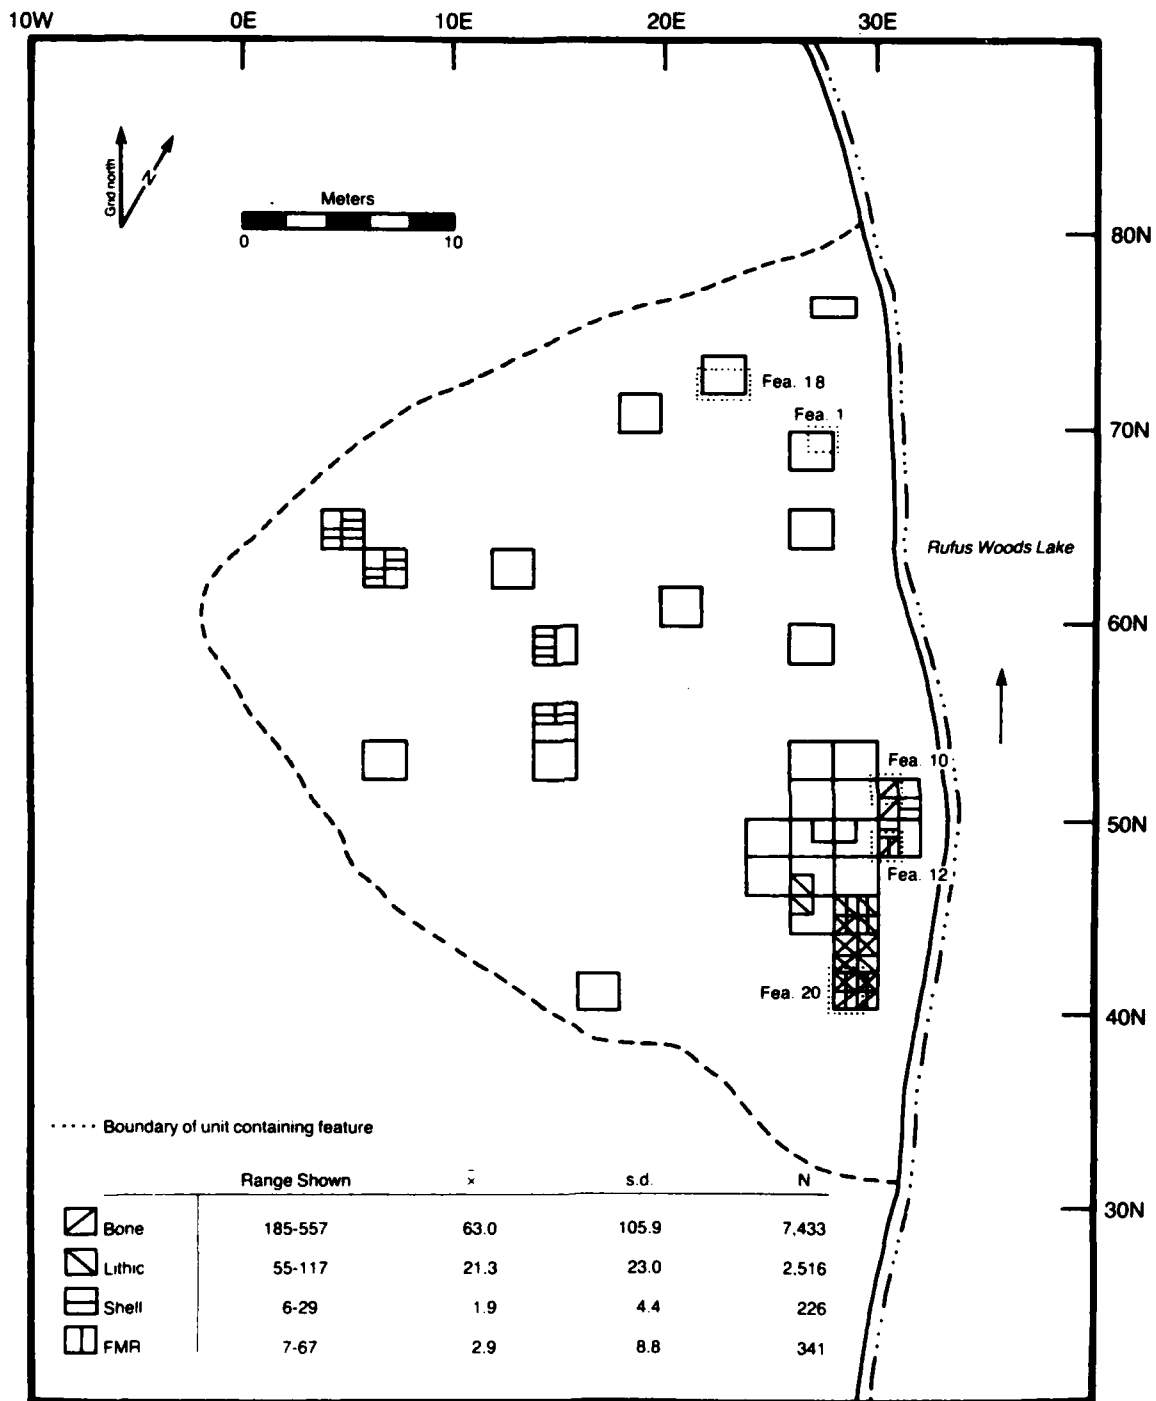 10W 0E 10E 20E 30E
Grid north
N
Meters
0 10
80N
Fea. 18
Fea. 1
70N
Rufus Woods Lake
60N
Fea. 10
50N
Fea. 12
Fea. 20
40N
Boundary of unit containing feature
Range Shown x̄ s.d. N
30N
Bone 185-557 63.0 105.9 7,433
Lithic 55-117 21.3 23.0 2,516
Shell 6-29 1.9 4.4 226
FMR 7-67 2.9 8.8 341